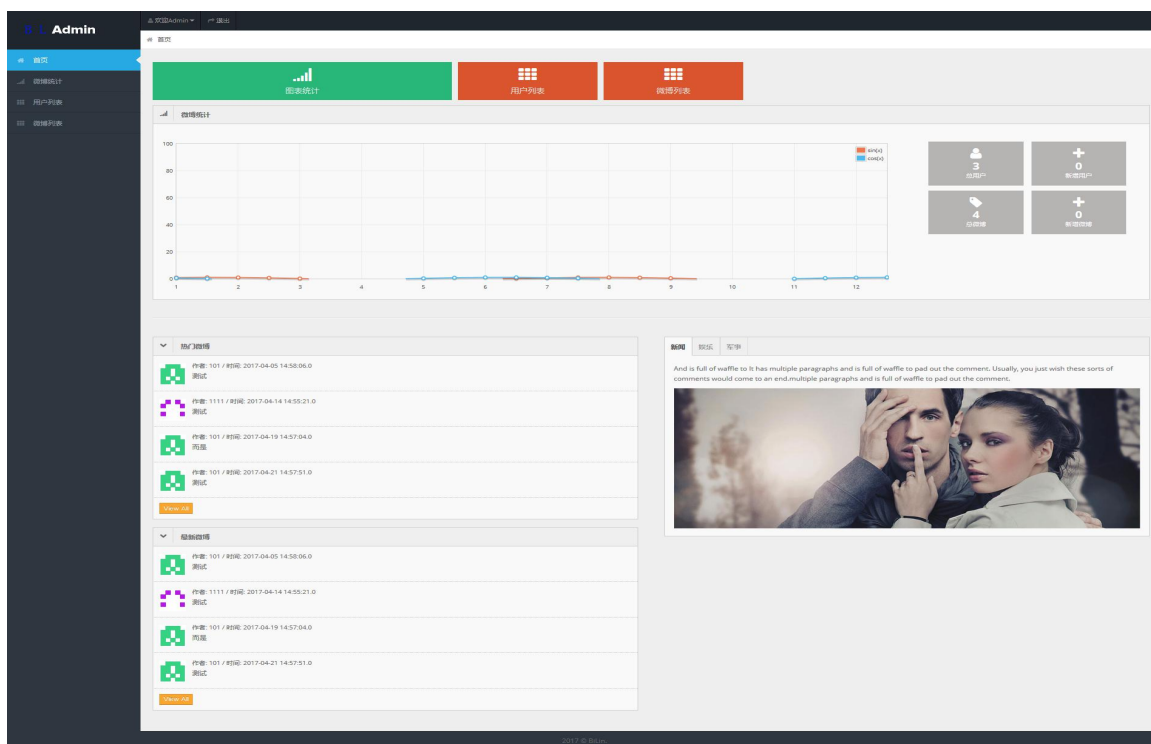 Admin
欢迎Admin
退出
首页
首页
微博统计
用户列表
微博列表
图表统计
用户列表
微博列表
微博统计
100
80
60
40
20
0
1 2 3 4 5 6 7 8 9 10 11 12
sin(x)
cos(x)
3
总用户
0
新增用户
4
总微博
0
新增微博
热门微博
作者: 101 / 时间: 2017-04-05 14:58:06.0
测试
作者: 1111 / 时间: 2017-04-14 14:55:21.0
测试
作者: 101 / 时间: 2017-04-19 14:57:04.0
而是
作者: 101 / 时间: 2017-04-21 14:57:51.0
测试
View All
最新微博
作者: 101 / 时间: 2017-04-05 14:58:06.0
测试
作者: 1111 / 时间: 2017-04-14 14:55:21.0
测试
作者: 101 / 时间: 2017-04-19 14:57:04.0
而是
作者: 101 / 时间: 2017-04-21 14:57:51.0
测试
View All
新闻 娱乐 军事
And is full of waffle to It has multiple paragraphs and is full of waffle to pad out the comment. Usually, you just wish these sorts of
comments would come to an end.multiple paragraphs and is full of waffle to pad out the comment.
2017 ©